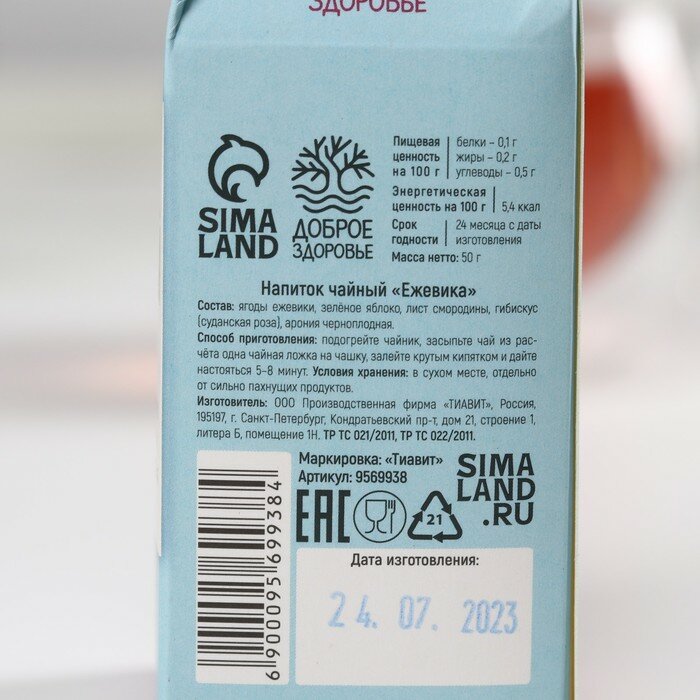 ЗДОРОВЬЕ
SIMA
LAND
ДОБРОЕ
ЗДОРОВЬЕ
Пищевая
ценность
на 100 г
белки – 0,1 г
жиры – 0,2 г
углеводы – 0,5 г
Энергетическая
ценность на 100 г
5,4 ккал
Срок
годности
24 месяца с даты
изготовления
Масса нетто: 50 г
Напиток чайный «Ежевика»
Состав: ягоды ежевики, зелёное яблоко, лист смородины, гибискус
(суданская роза), арония черноплодная.
Способ приготовления: подогрейте чайник, засыпьте чай из рас-
чёта одна чайная ложка на чашку, залейте крутым кипятком и дайте
настояться 5–8 минут. Условия хранения: в сухом месте, отдельно
от сильно пахнущих продуктов.
Изготовитель: ООО Производственная фирма «ТИАВИТ», Россия,
195197, г. Санкт-Петербург, Кондратьевский пр-т, дом 21, строение 1,
литера Б, помещение 1Н. ТР ТС 021/2011, ТР ТС 022/2011.
Маркировка: «Тиавит»
Артикул: 9569938
SIMA
LAND
.RU
EAC
21
Дата изготовления:
24. 07. 2023
6900095699384